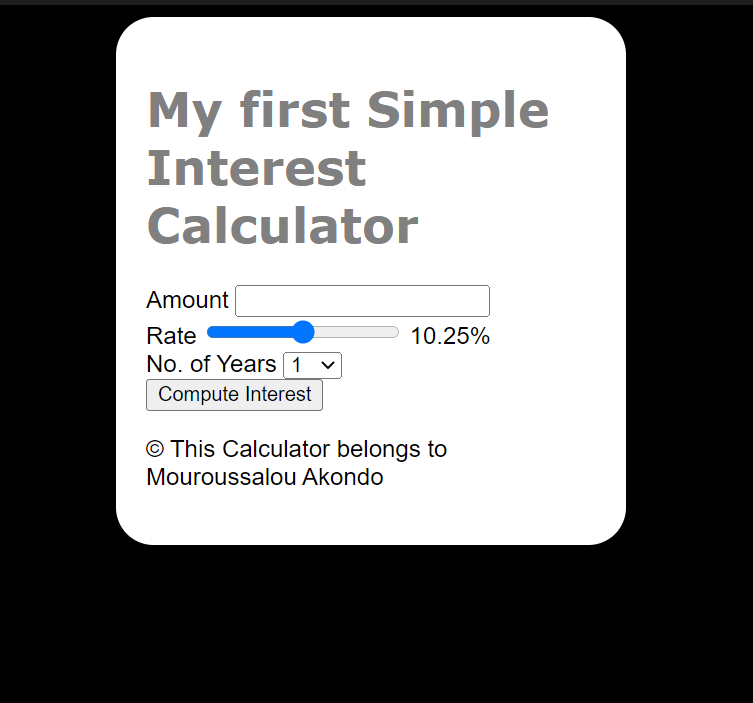 My first Simple
Interest
Calculator
Amount
Rate 10.25%
No. of Years 1
Compute Interest
© This Calculator belongs to
Mouroussalou Akondo